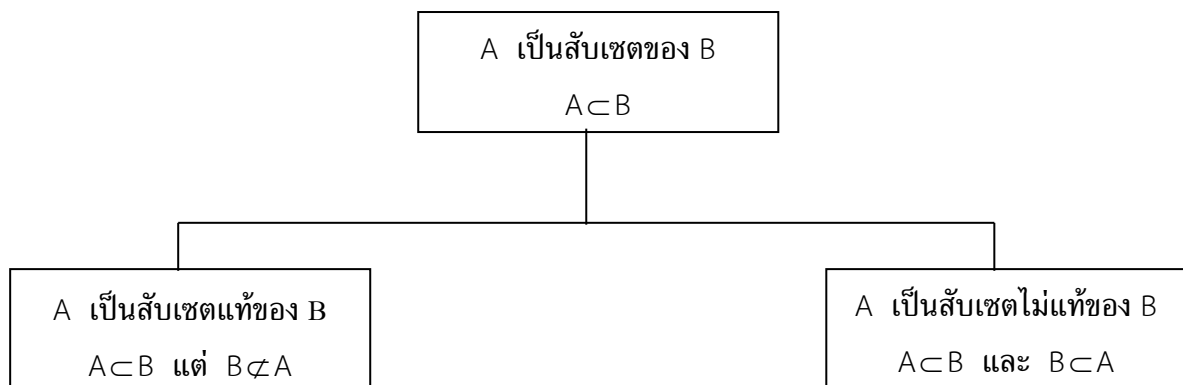 A เป็นสับเซตของ B
A⊂B
A เป็นสับเซตแท้ของ B
A⊂B แต่ B⊄A
A เป็นสับเซตไม่แท้ของ B
A⊂B และ B⊂A